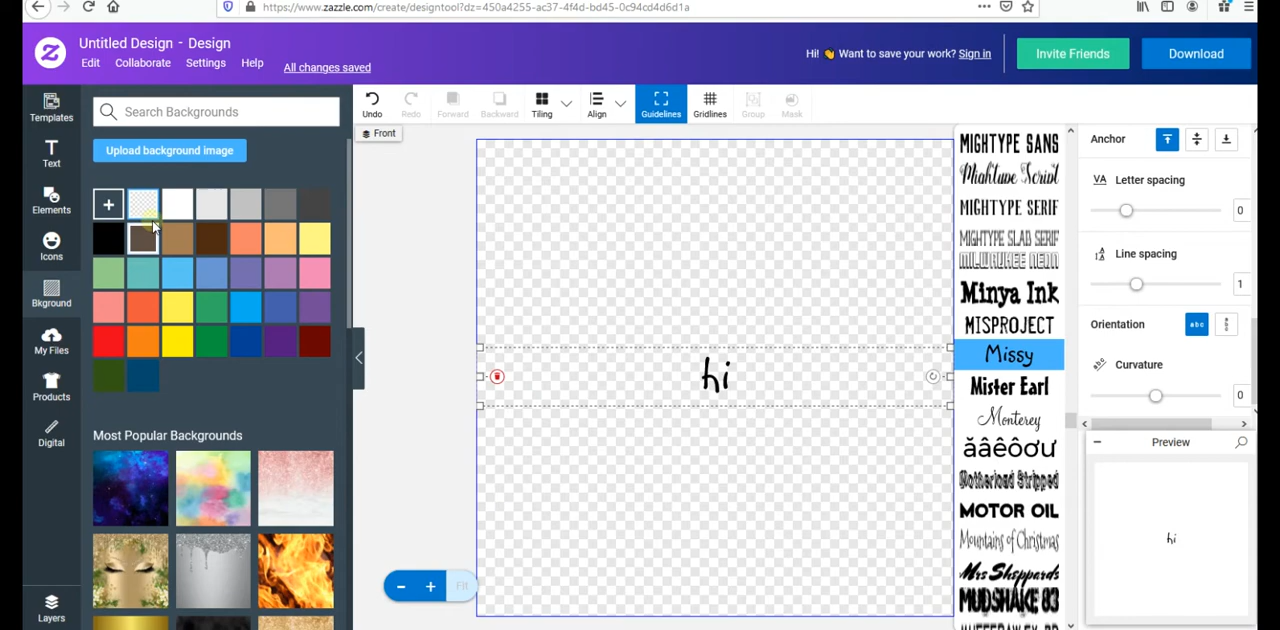 https://www.zazzle.com/create/designtool?dz=450a4255-ac37-4f4d-bd45-0c94cd4d6d1a
Z
Untitled Design - Design
Edit Collaborate Settings Help All changes saved
Hi! 👋 Want to save your work? Sign in
Invite Friends
Download
Templates
Text
Elements
Icons
Bkground
My Files
Products
Digital
Layers
Search Backgrounds
Upload background image
Most Popular Backgrounds
Undo Redo Forward Backward Tiling Align Guidelines Gridlines Group Mask
Front
hi
Fit
MIGHTYPE SANS
Mightype Script
MIGHTYPE SERIF
MIGHTYPE SLAB SERIF
MILWAUKEE NEON
Minya Ink
MISPROJECT
Missy
Mister Earl
Monterey
ăâêôơư
Motherload Stripped
MOTOR OIL
Mountains of Christmas
Mrs Sheppards
MUDSHAKE 83
Anchor
VA Letter spacing
0
Line spacing
1
Orientation abc
Curvature
0
Preview
hi